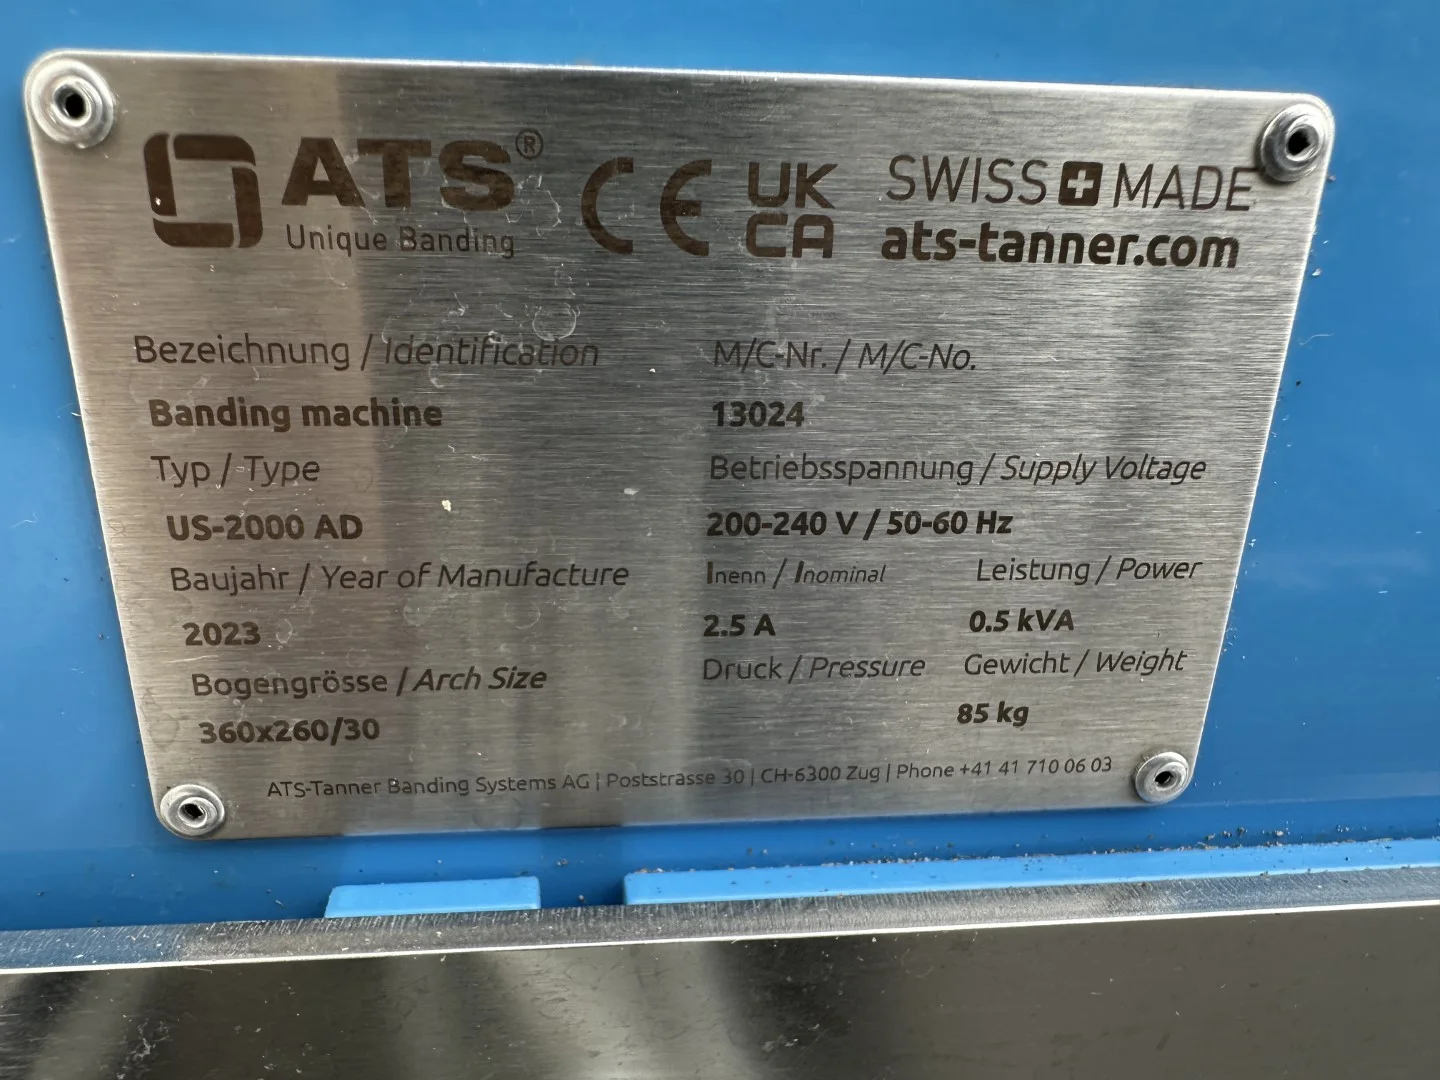 ATS®
Unique Banding
CE
UK
CA
SWISS MADE
ats-tanner.com
Bezeichnung / Identification
M/C-Nr. / M/C-No.
Banding machine
13024
Typ / Type
Betriebsspannung / Supply Voltage
US-2000 AD
200-240 V / 50-60 Hz
Baujahr / Year of Manufacture
Inenn / Inominal
Leistung / Power
2023
2.5 A
0.5 kVA
Bogengrösse / Arch Size
Druck / Pressure
Gewicht / Weight
360x260/30
85 kg
ATS-Tanner Banding Systems AG | Poststrasse 30 | CH-6300 Zug | Phone +41 41 710 06 03